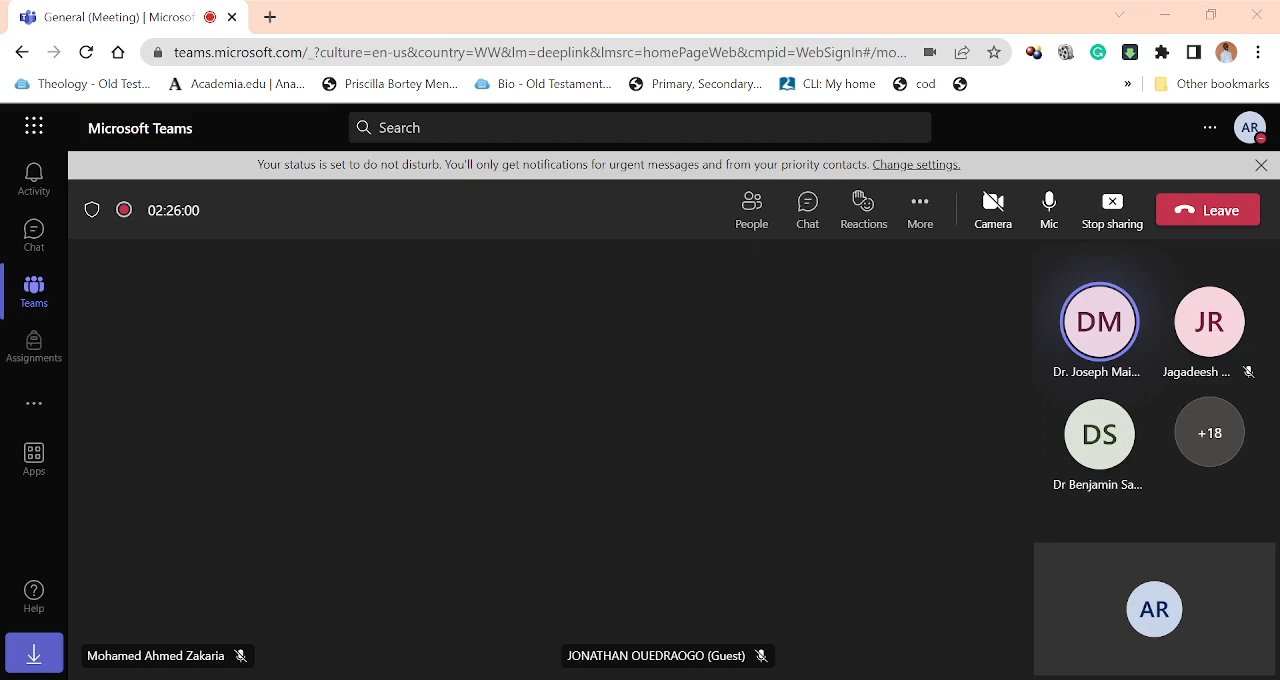 General (Meeting) | Microsof
teams.microsoft.com/_?culture=en-us&country=WW&lm=deeplink&lmsrc=homePageWeb&cmpid=WebSignIn#/mo...
Theology - Old Test...
Academia.edu | Ana...
Priscilla Bortey Men...
Bio - Old Testament...
Primary, Secondary...
CLI: My home
cod
»
Other bookmarks
Microsoft Teams
Search
AR
Your status is set to do not disturb. You'll only get notifications for urgent messages and from your priority contacts. Change settings.
Activity
Chat
Teams
Assignments
Apps
Help
02:26:00
People
Chat
Reactions
More
Camera
Mic
Stop sharing
Leave
DM
Dr. Joseph Mai...
JR
Jagadeesh ...
DS
Dr Benjamin Sa...
+18
AR
Mohamed Ahmed Zakaria
JONATHAN OUEDRAOGO (Guest)